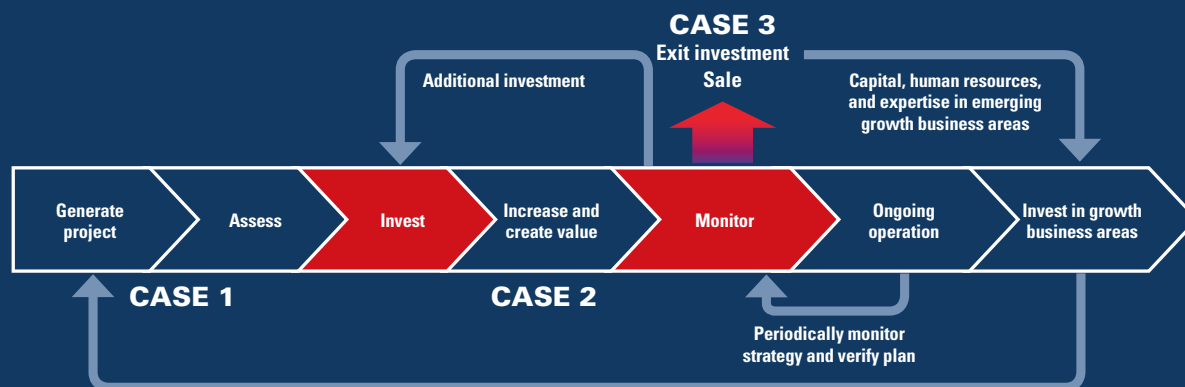 CASE 3
Exit investment
Sale
Additional investment
Capital, human resources,
and expertise in emerging
growth business areas
Generate
project
Assess
Invest
Increase and
create value
Monitor
Ongoing
operation
Invest in growth
business areas
CASE 1
CASE 2
Periodically monitor
strategy and verify plan